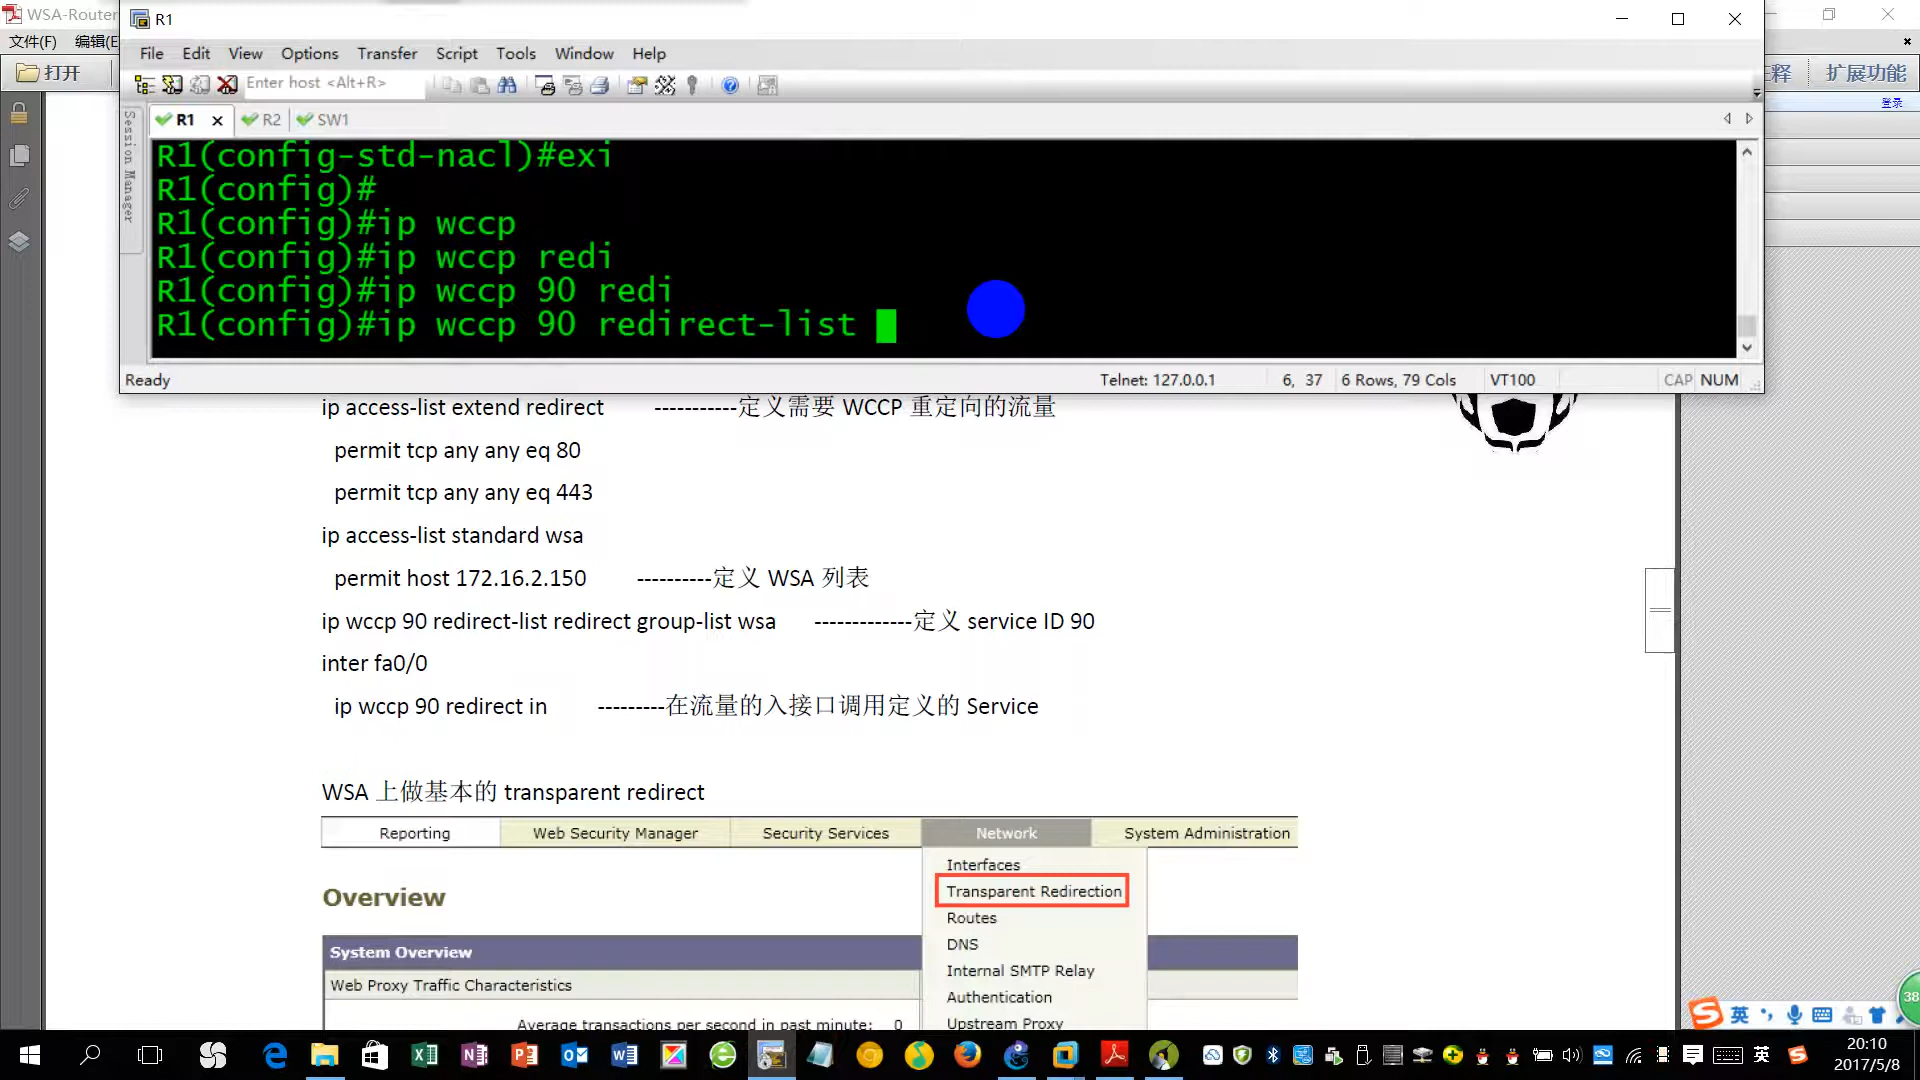 WSA-Router
R1
文件(F) 编辑(E
File Edit View Options Transfer Script Tools Window Help
打开
Enter host <Alt+R>
释 扩展功能
登录
Session Manager
R1 R2 SW1
R1(config-std-nacl)#exi
R1(config)#
R1(config)#ip wccp
R1(config)#ip wccp redi
R1(config)#ip wccp 90 redi
R1(config)#ip wccp 90 redirect-list
Ready Telnet: 127.0.0.1 6, 37 6 Rows, 79 Cols VT100 CAP NUM
ip access-list extend redirect -----------定义需要 WCCP 重定向的流量
permit tcp any any eq 80
permit tcp any any eq 443
ip access-list standard wsa
permit host 172.16.2.150 ----------定义 WSA 列表
ip wccp 90 redirect-list redirect group-list wsa -------------定义 service ID 90
inter fa0/0
ip wccp 90 redirect in ---------在流量的入接口调用定义的 Service
WSA 上做基本的 transparent redirect
Reporting Web Security Manager Security Services Network System Administration
Interfaces
Transparent Redirection
Routes
DNS
Internal SMTP Relay
Authentication
Upstream Proxy
Overview
System Overview
Web Proxy Traffic Characteristics
Average transactions per second in past minute: 0
38
英
英
20:10
2017/5/8